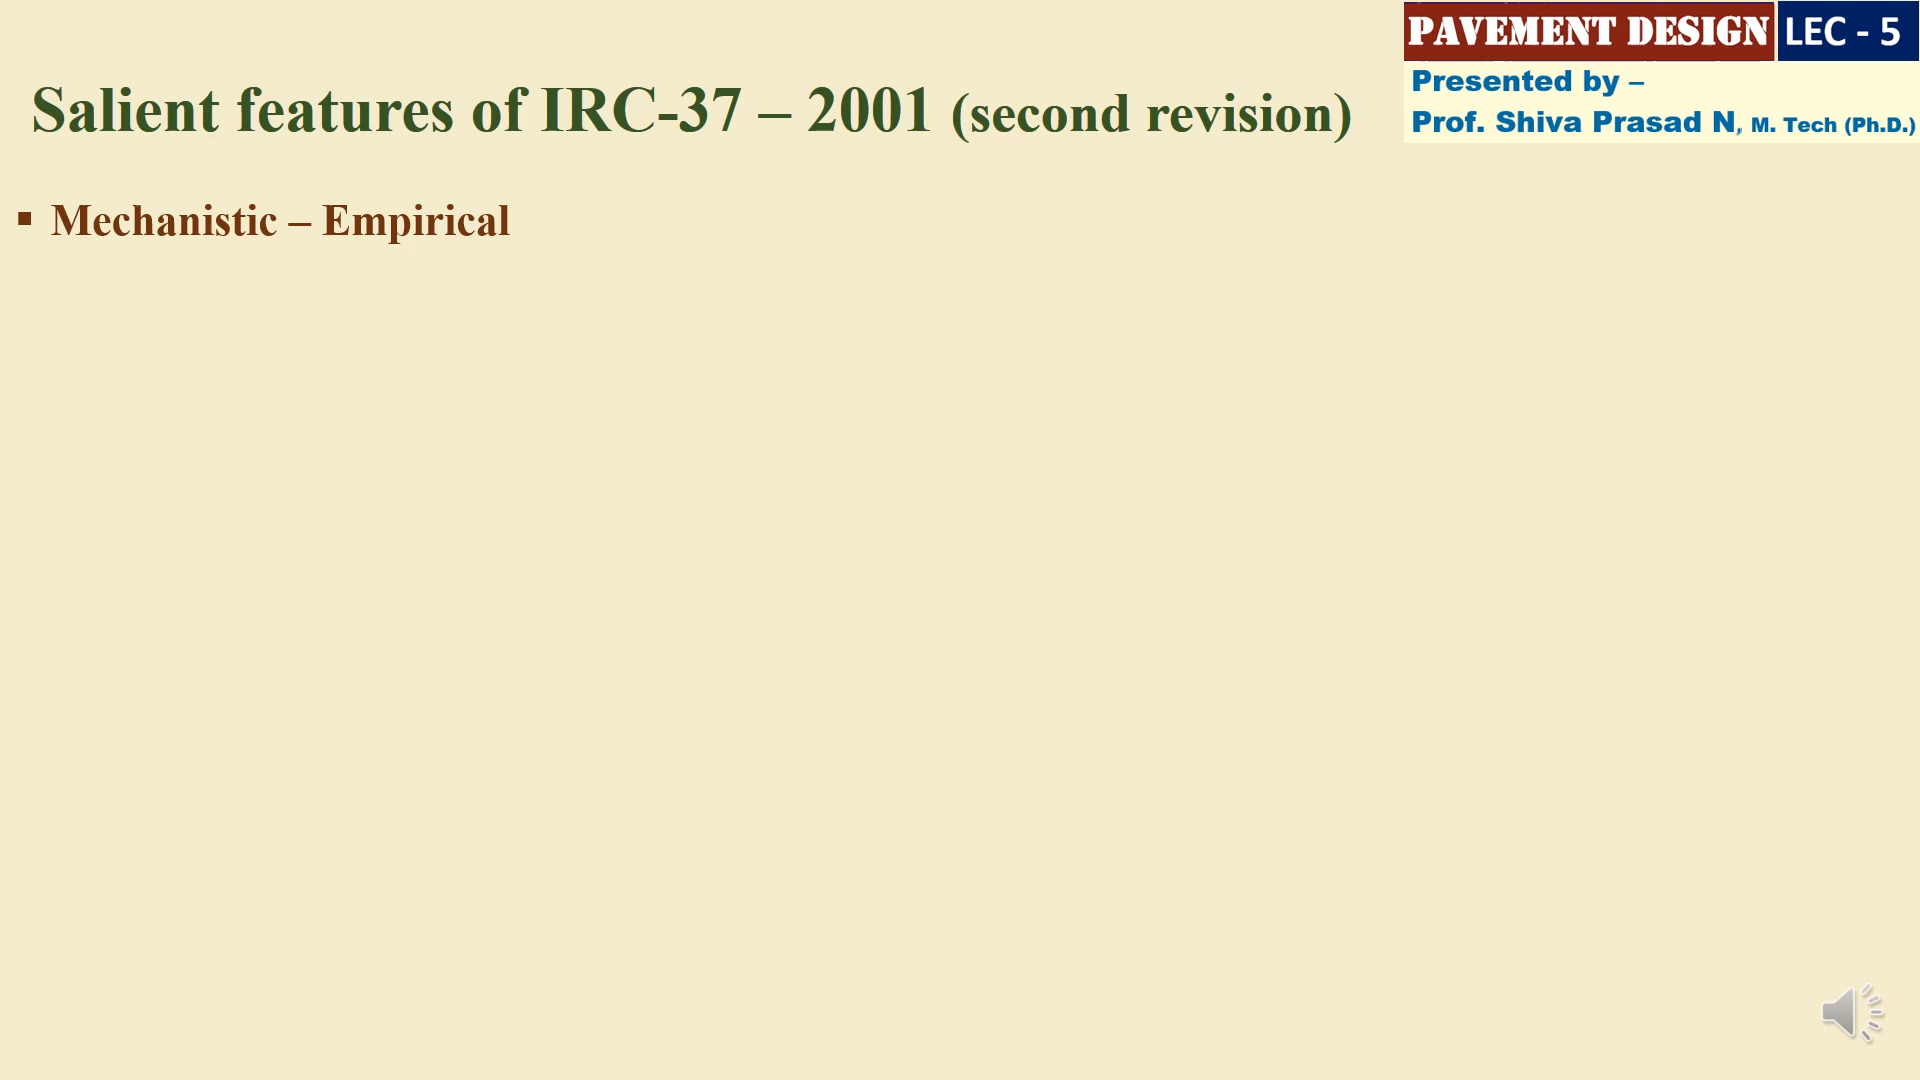 PAVEMENT DESIGN LEC - 5
Presented by –
Prof. Shiva Prasad N, M. Tech (Ph.D.)
Salient features of IRC-37 – 2001 (second revision)
▪ Mechanistic – Empirical